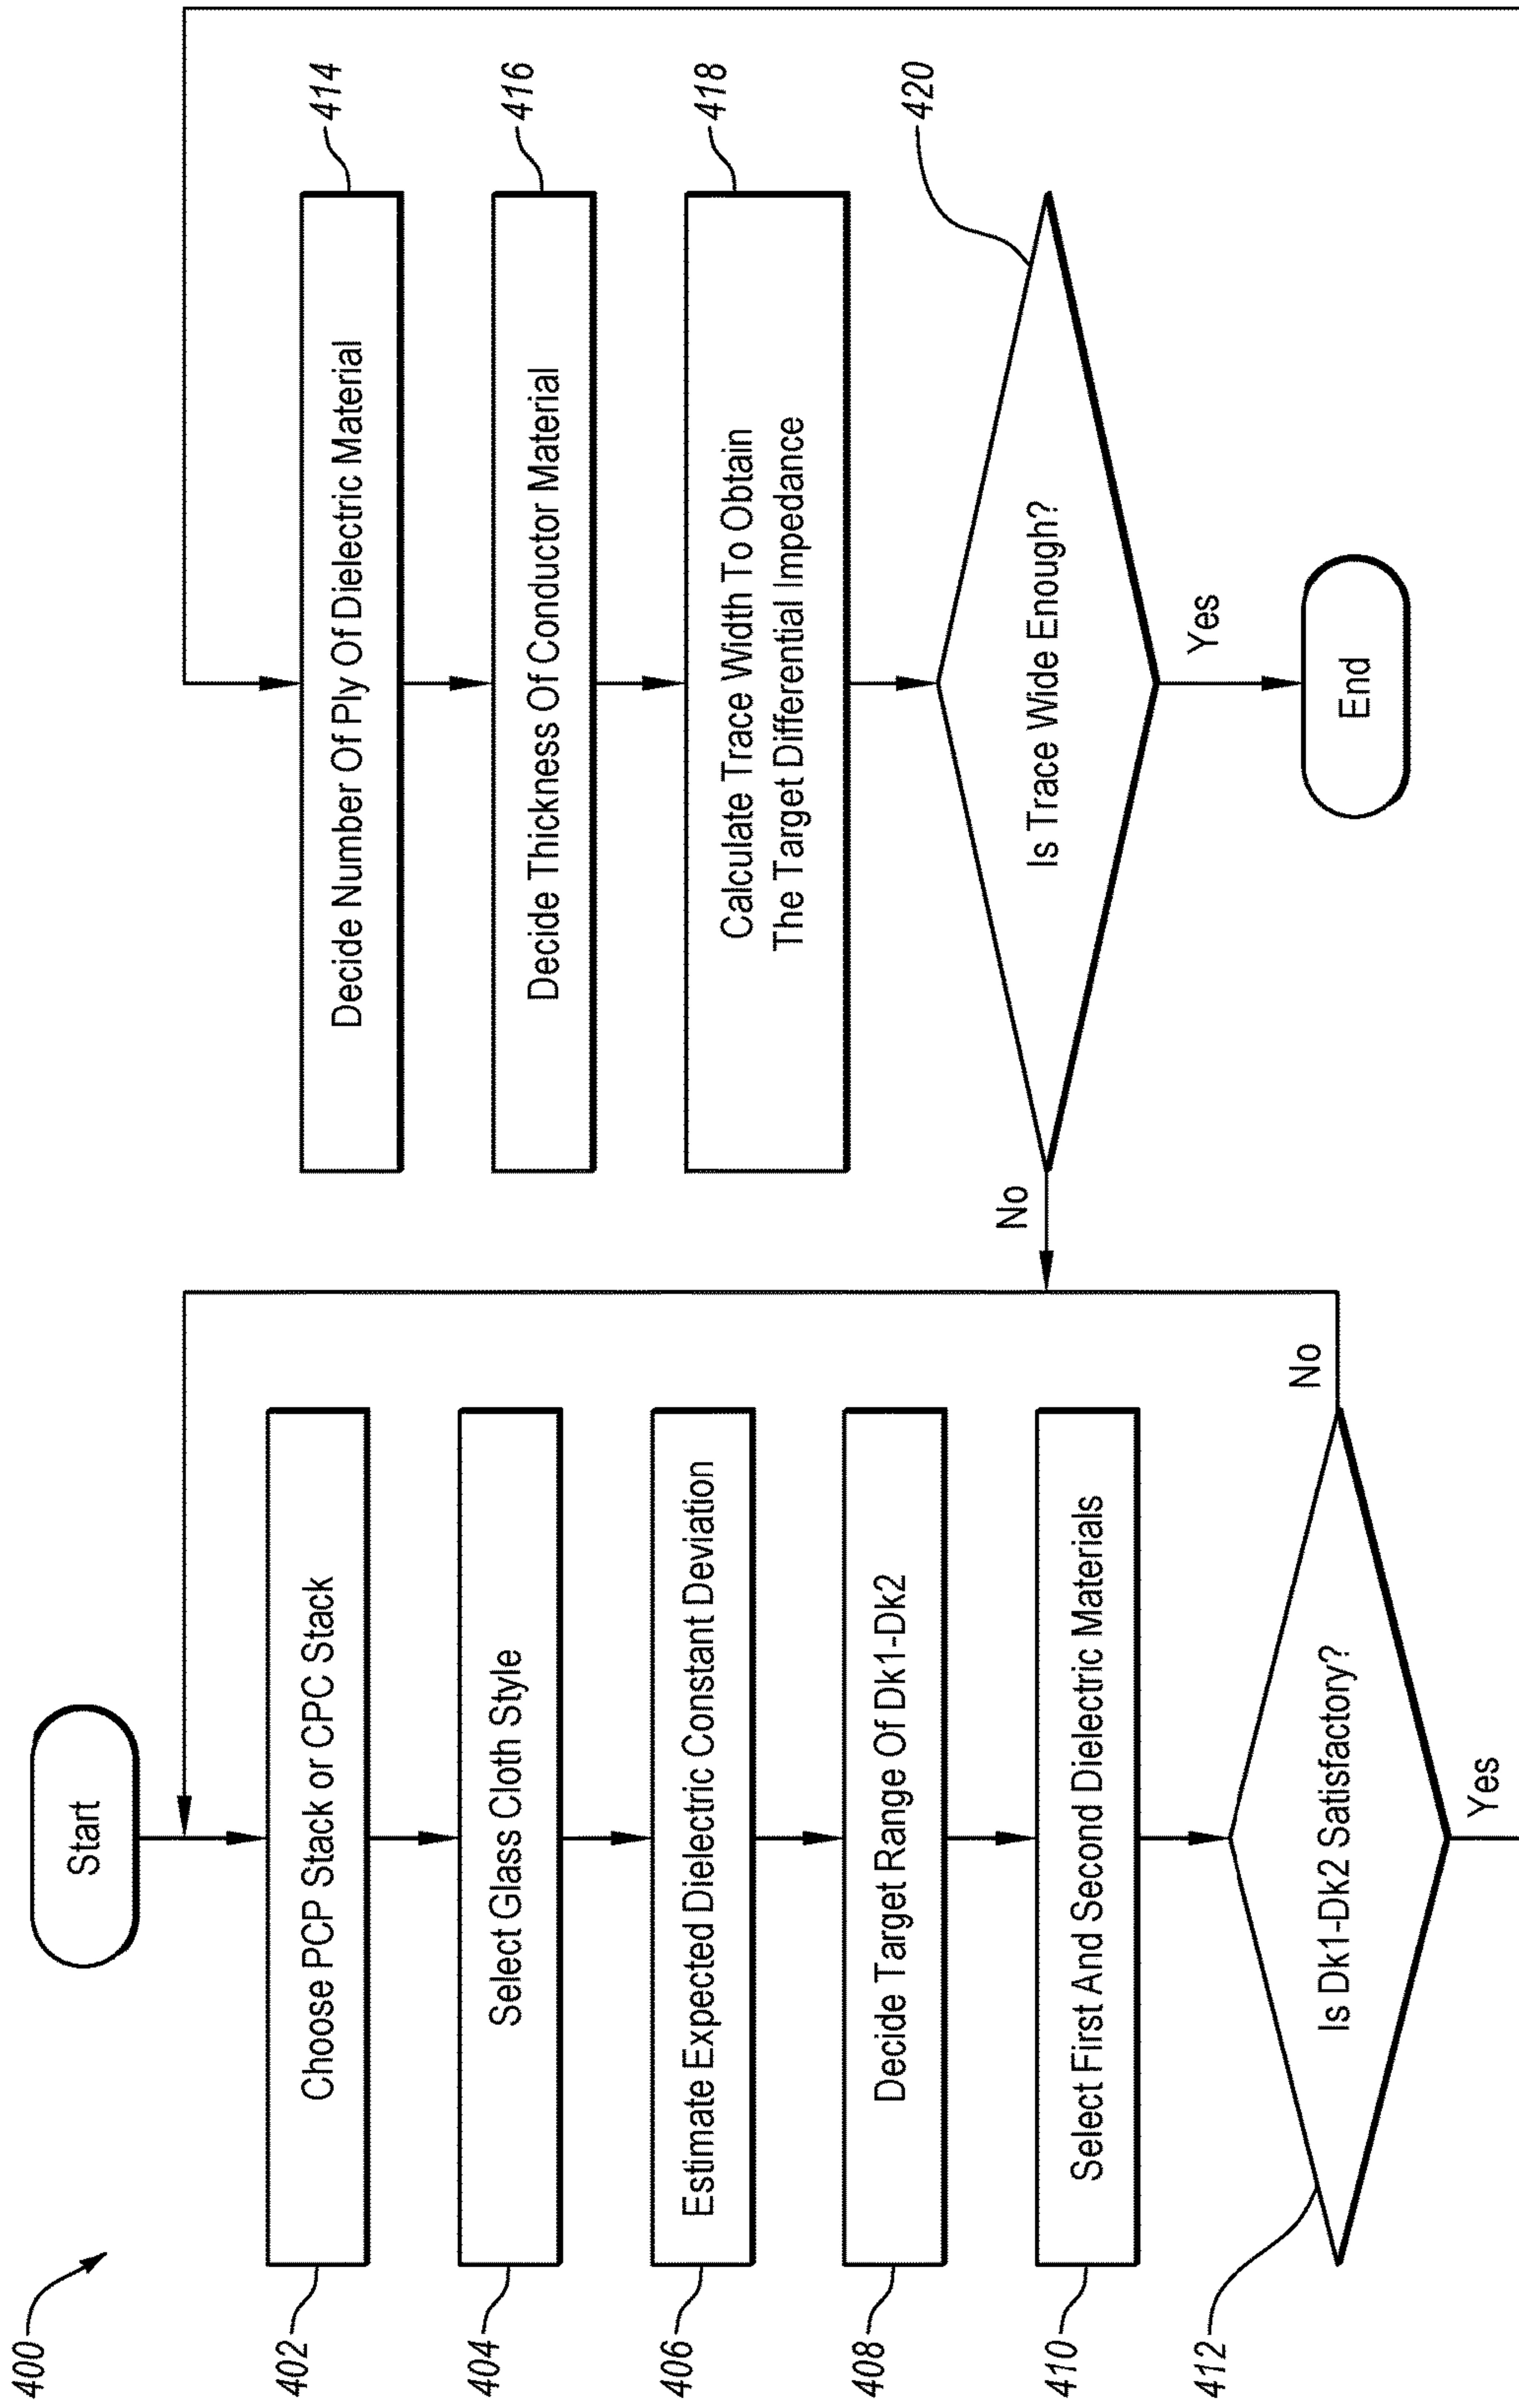 400
Start
402
Choose PCP Stack or CPC Stack
404
Select Glass Cloth Style
406
Estimate Expected Dielectric Constant Deviation
408
Decide Target Range Of Dk1-Dk2
410
Select First And Second Dielectric Materials
412
Is Dk1-Dk2 Satisfactory?
No
Yes
414
Decide Number Of Ply Of Dielectric Material
416
Decide Thickness Of Conductor Material
418
Calculate Trace Width To Obtain
The Target Differential Impedance
420
Is Trace Wide Enough?
No
Yes
End